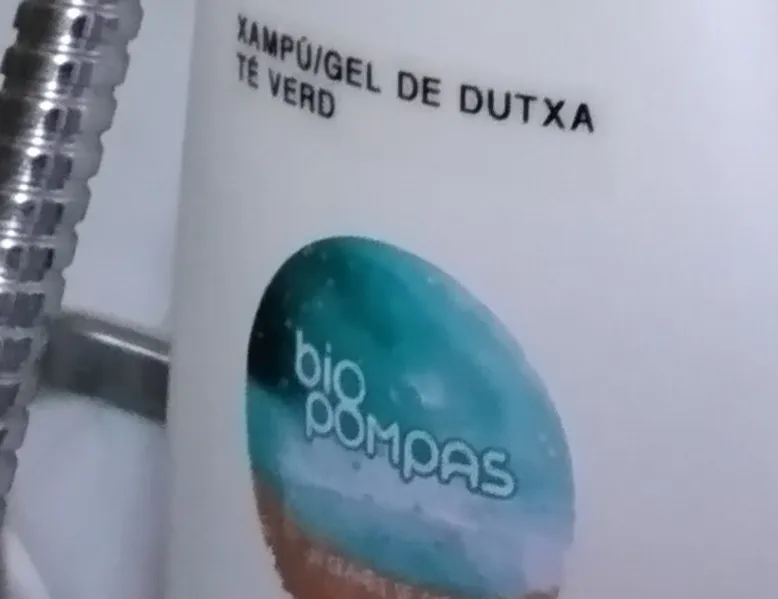 XAMPÚ/GEL DE DUTXA
TÉ VERD
bio
pompas